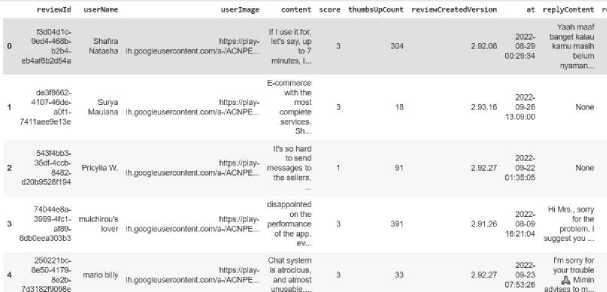 reviewId userName userImage content score thumbsUpCount reviewCreatedVersion at replyContent
0 f3d04d1c-9ed4-468b-b2b4-eb4af6b2d54a Shafira Natasha https://play-lh.googleusercontent.com/a-/ACNPE... If I use it for, let's say, up to 7 minutes, i... 3 304 2.92.08 2022-08-29 00:29:34 Yaah maaf banget kalau kamu masih belum nyaman...
1 de3f8662-4107-46de-a0f1-7411aee9e13e Surya Maulana https://play-lh.googleusercontent.com/a-/ACNPE... E-commerce with the most complete services. Sh... 3 18 2.93.16 2022-09-26 13:09:00 None
2 543f4bb3-35df-4ccb-8482-d20b9526f194 Pricylia W. https://play-lh.googleusercontent.com/a-/ACNPE... It's so hard to send messages to the sellers. ... 1 91 2.92.27 2022-09-22 01:35:05 None
3 74044e8a-3999-4fc1-af89-6db0eea303b3 muichirou's lover https://play-lh.googleusercontent.com/a-/ACNPE... disappointed on the performance of the app, ev... 3 391 2.91.26 2022-08-09 16:21:04 Hi Mrs., sorry for the problem. I suggest you ...
4 250221bc-8e50-4179-8e2b-7d3182f9098e mario billy https://play-lh.googleusercontent.com/a-/ACNPE... Chat system is atrocious, and almost unusable.... 3 33 2.92.27 2022-09-23 07:53:26 I'm sorry for your trouble 🙏 Mimin advises to m...